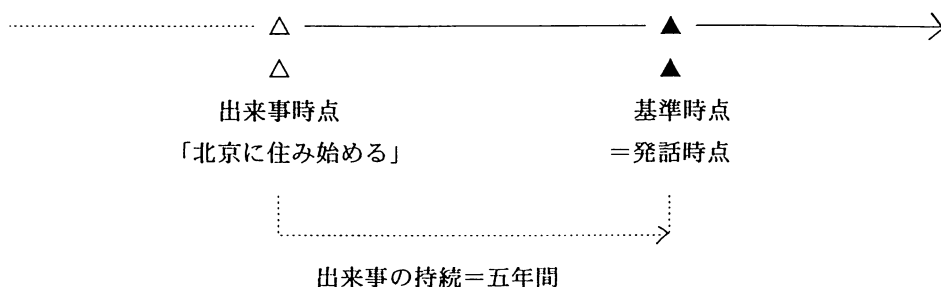 出来事時点
基準時点
「北京に住み始める」
＝発話時点
出来事の持続＝五年間